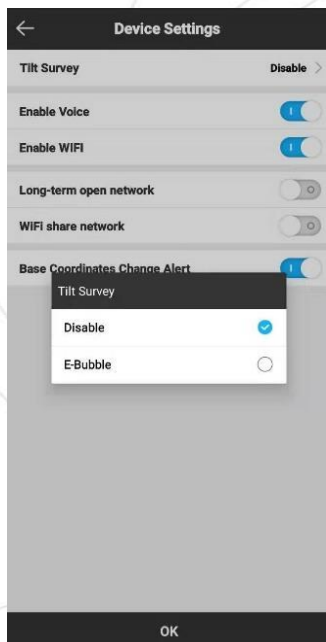 Device Settings
Tilt Survey Disable
Enable Voice
Enable WIFI
Long-term open network
WiFi share network
Base Coordinates Change Alert
Tilt Survey
Disable
E-Bubble
OK